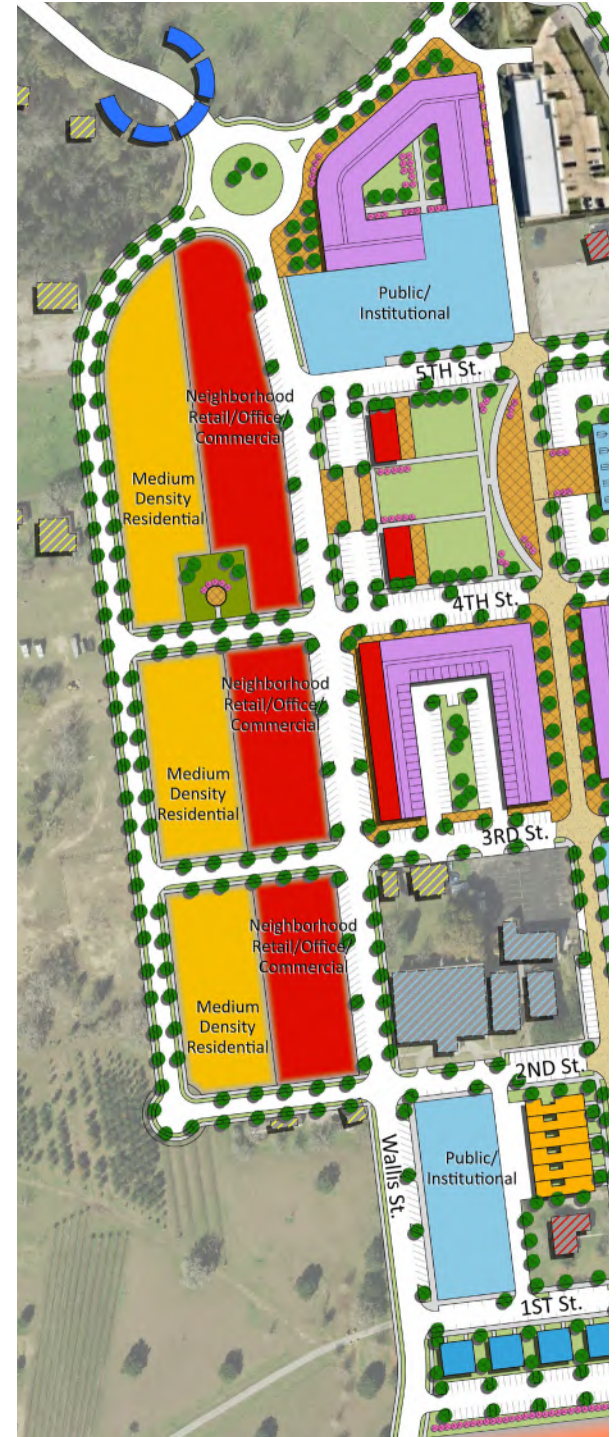 Public/
Institutional
5TH St.
Neighborhood
Retail/Office/
Commercial
Medium
Density
Residential
4TH St.
Neighborhood
Retail/Office/
Commercial
Medium
Density
Residential
3RD St.
Neighborhood
Retail/Office/
Commercial
Medium
Density
Residential
2ND St.
Wallis St.
Public/
Institutional
1ST St.